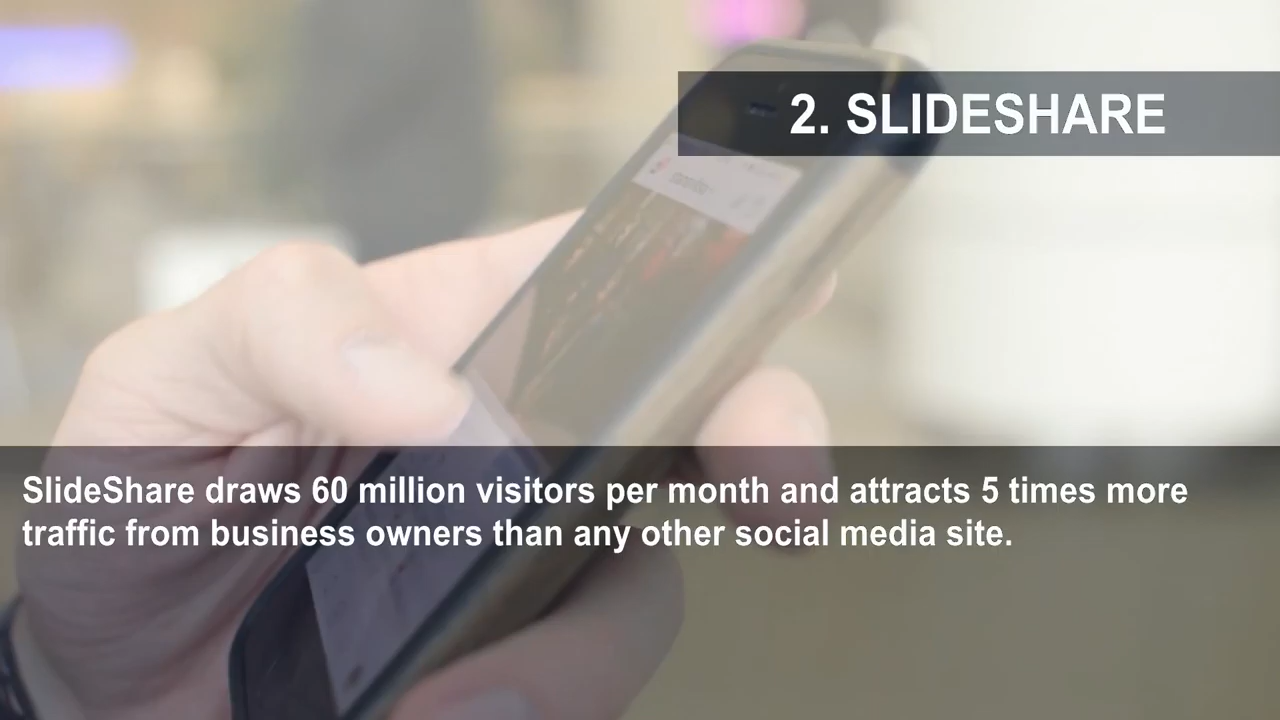 2. SLIDESHARE
SlideShare draws 60 million visitors per month and attracts 5 times more
traffic from business owners than any other social media site.